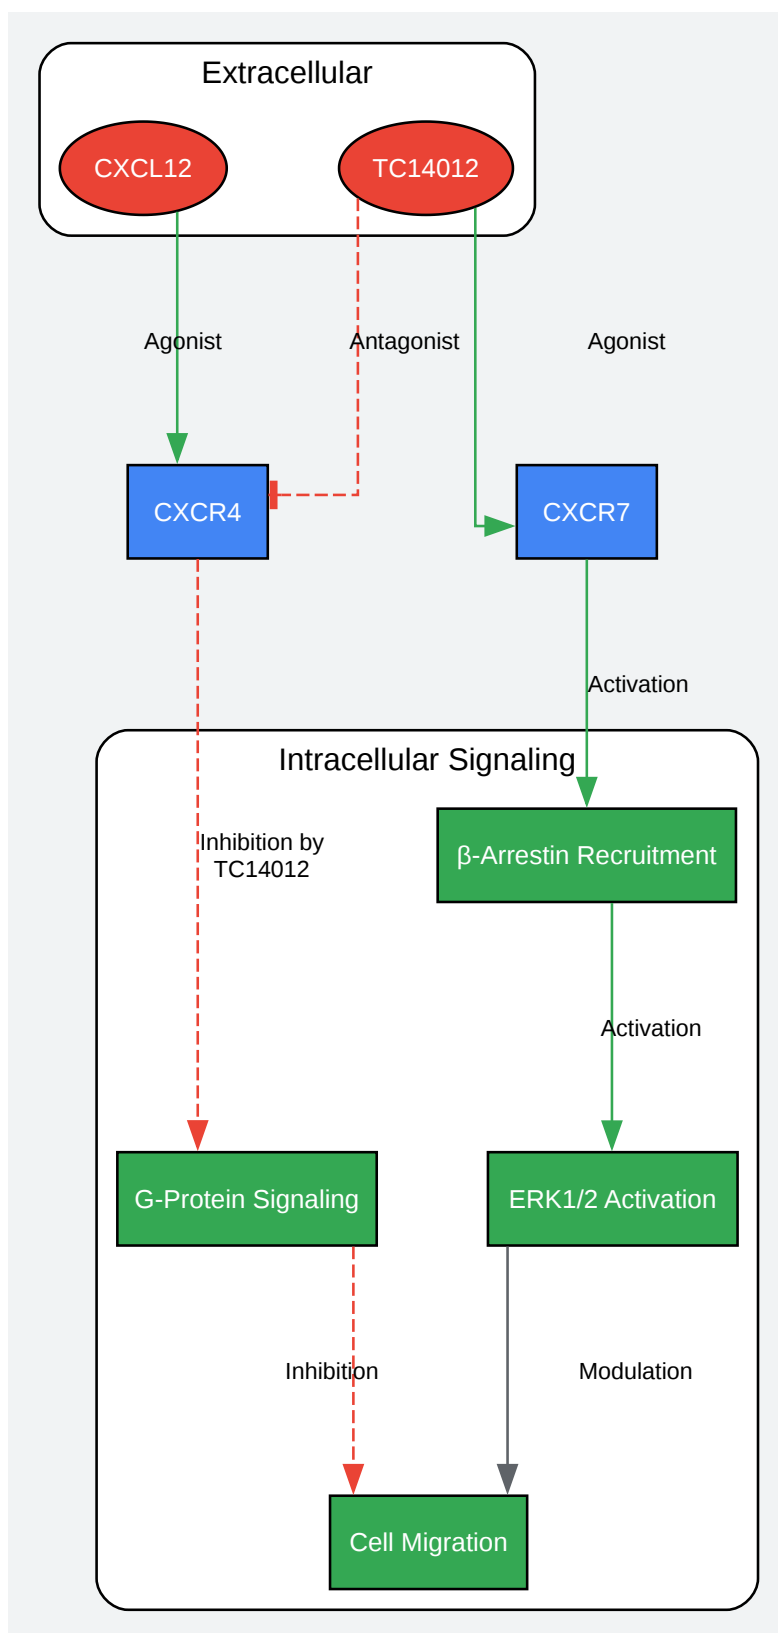 Extracellular
CXCL12
TC14012
Agonist
Antagonist
Agonist
CXCR4
CXCR7
Activation
Intracellular Signaling
Inhibition by
TC14012
β-Arrestin Recruitment
Activation
G-Protein Signaling
ERK1/2 Activation
Inhibition
Modulation
Cell Migration